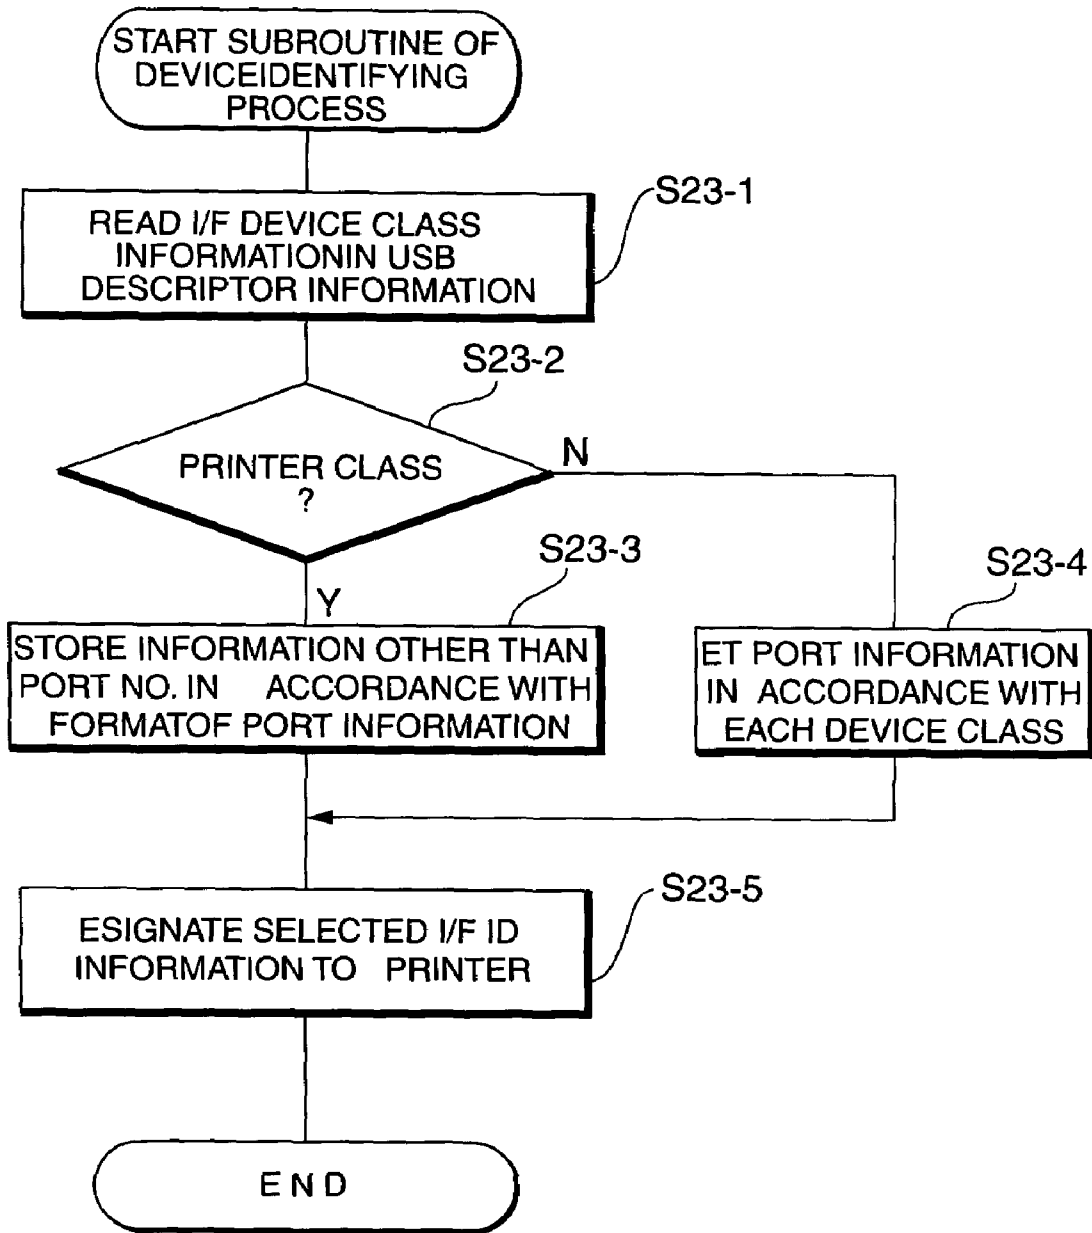 START SUBROUTINE OF
DEVICEIDENTIFYING
PROCESS
S23-1
READ I/F DEVICE CLASS
INFORMATIONIN USB
DESCRIPTOR INFORMATION
S23-2
PRINTER CLASS
?
N
Y
S23-3
STORE INFORMATION OTHER THAN
PORT NO. IN ACCORDANCE WITH
FORMATOF PORT INFORMATION
S23-4
ET PORT INFORMATION
IN ACCORDANCE WITH
EACH DEVICE CLASS
S23-5
ESIGNATE SELECTED I/F ID
INFORMATION TO PRINTER
END